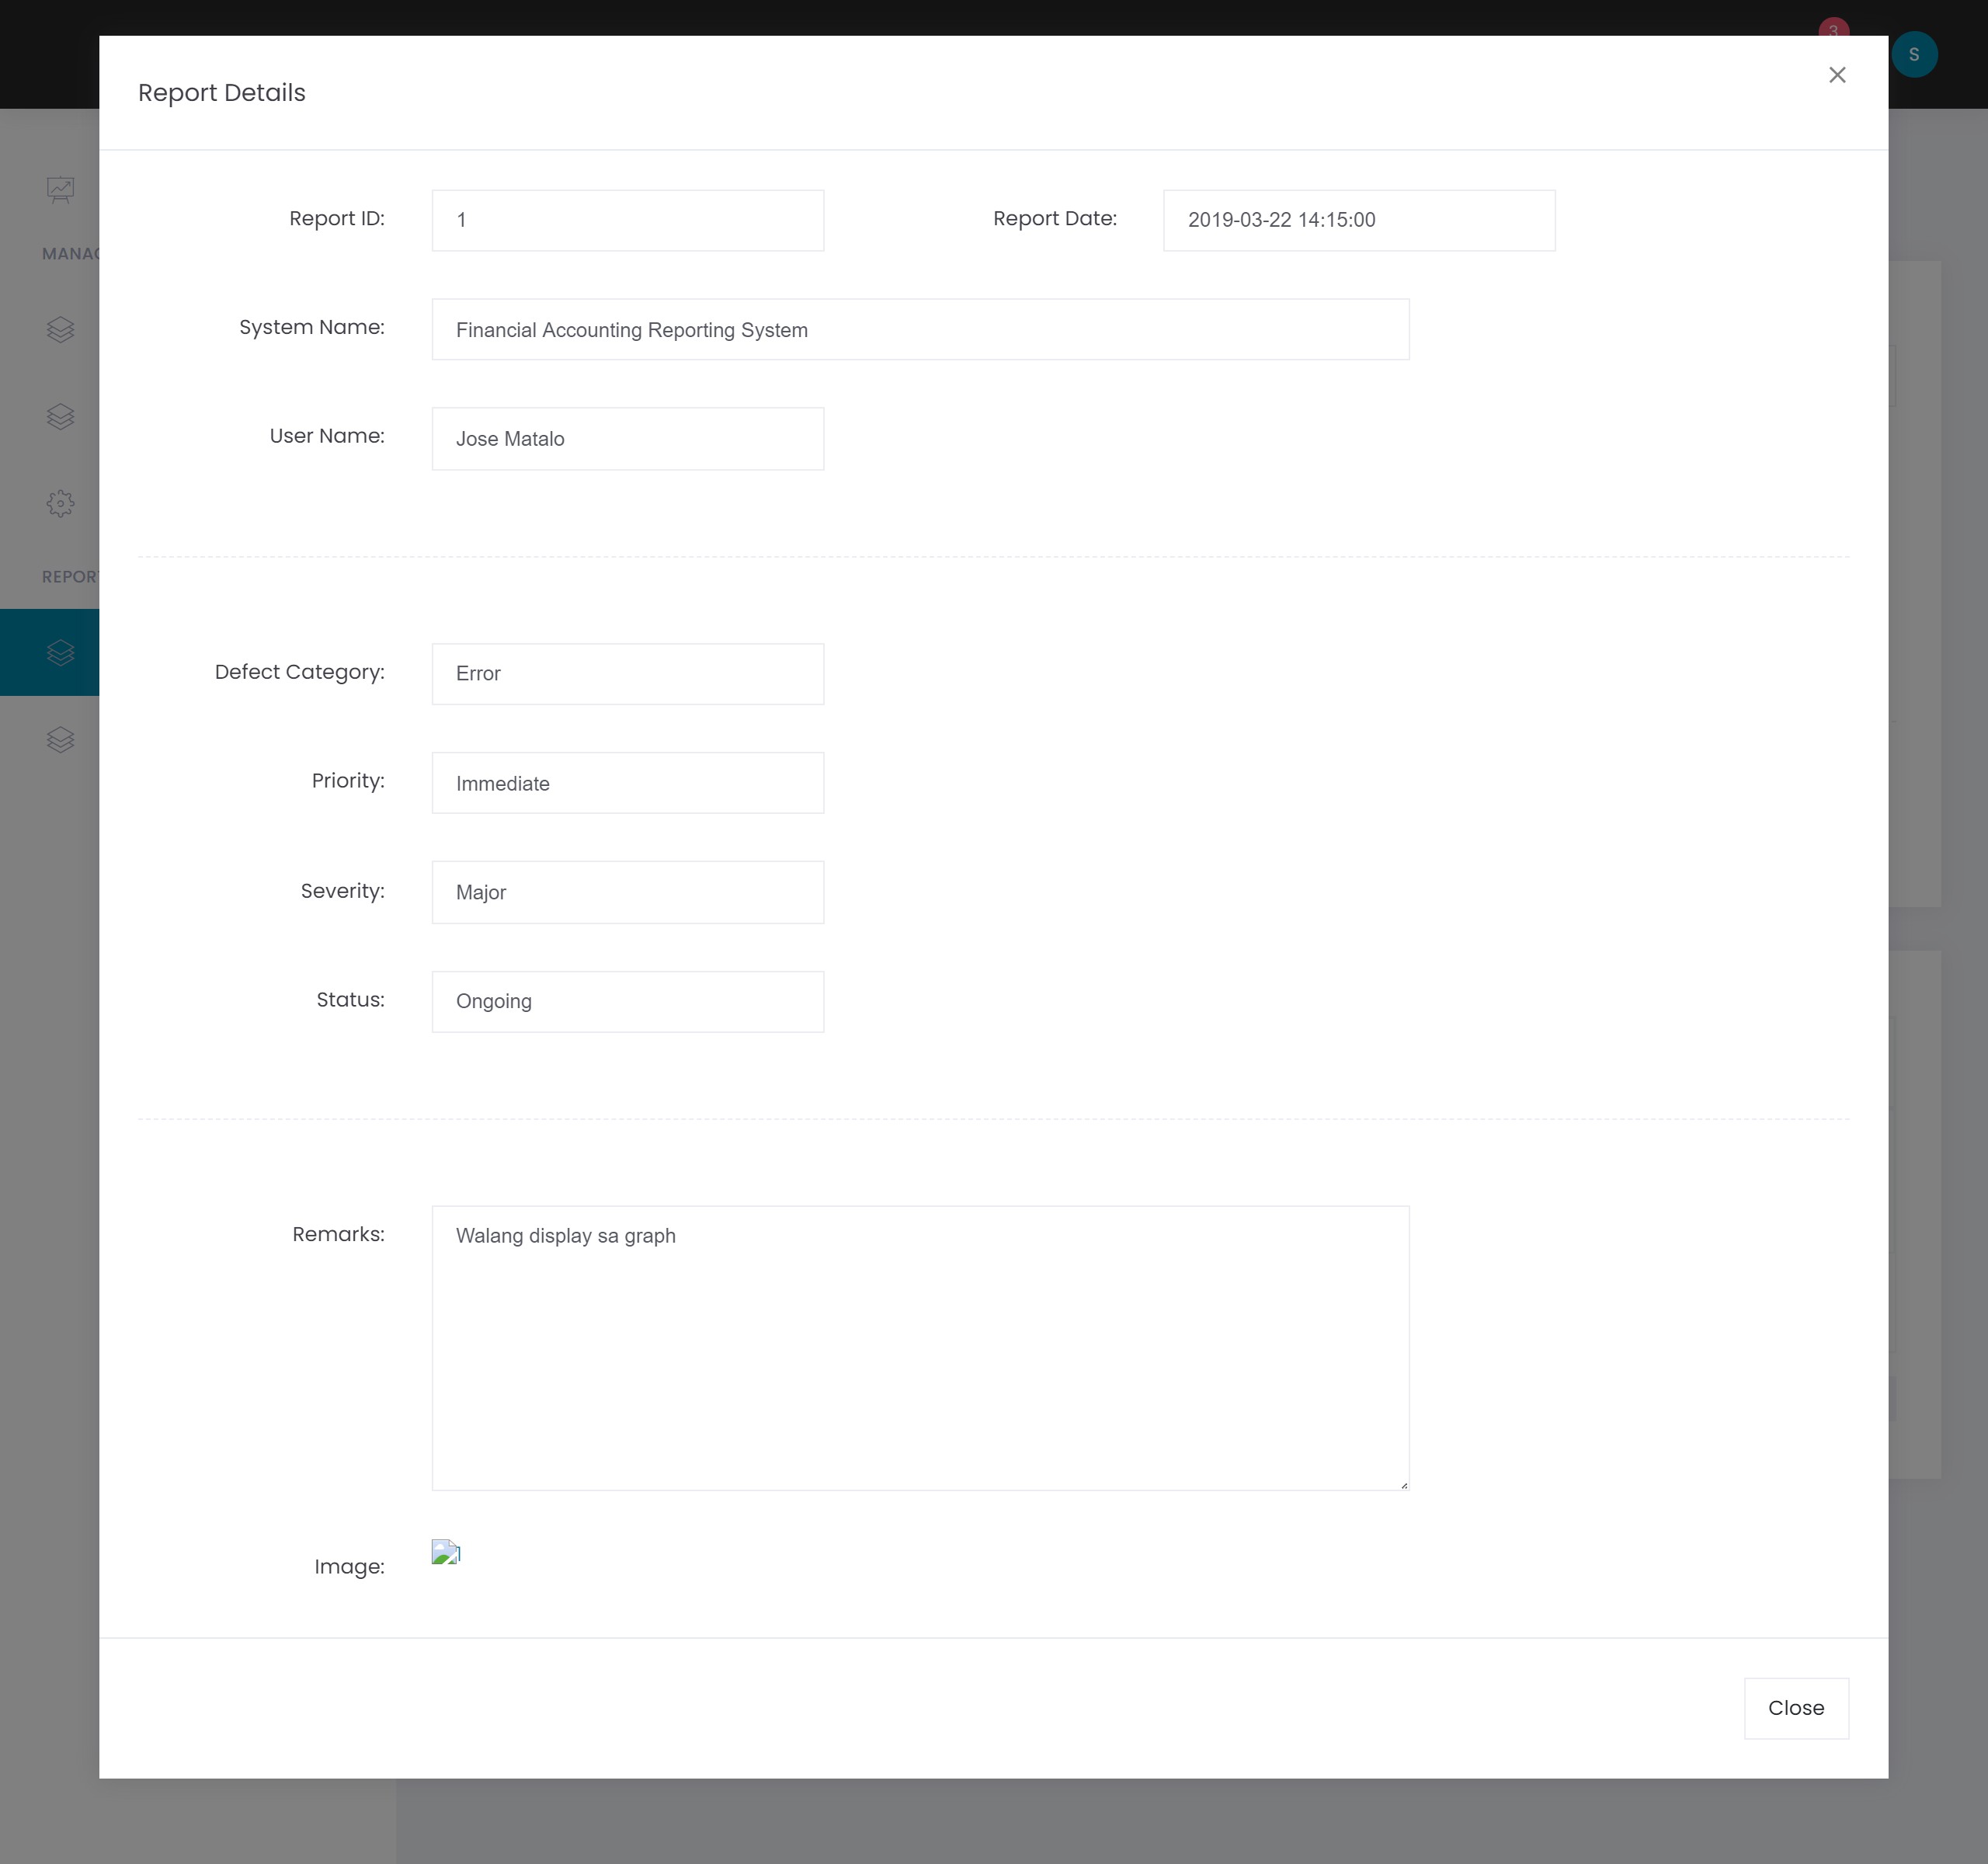 3
S
Report Details
Report ID: 1 Report Date: 2019-03-22 14:15:00
MANAG
System Name: Financial Accounting Reporting System
User Name: Jose Matalo
REPORT
Defect Category: Error
Priority: Immediate
Severity: Major
Status: Ongoing
Remarks: Walang display sa graph
Image:
Close